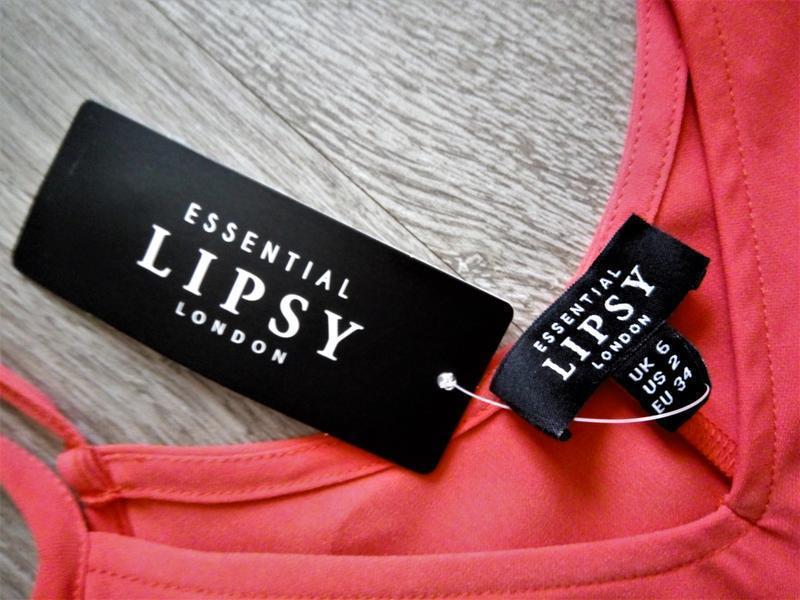 ESSENTIAL
LIPSY
LONDON
ESSENTIAL
LIPSY
LONDON
UK 6
US 2
EU 34